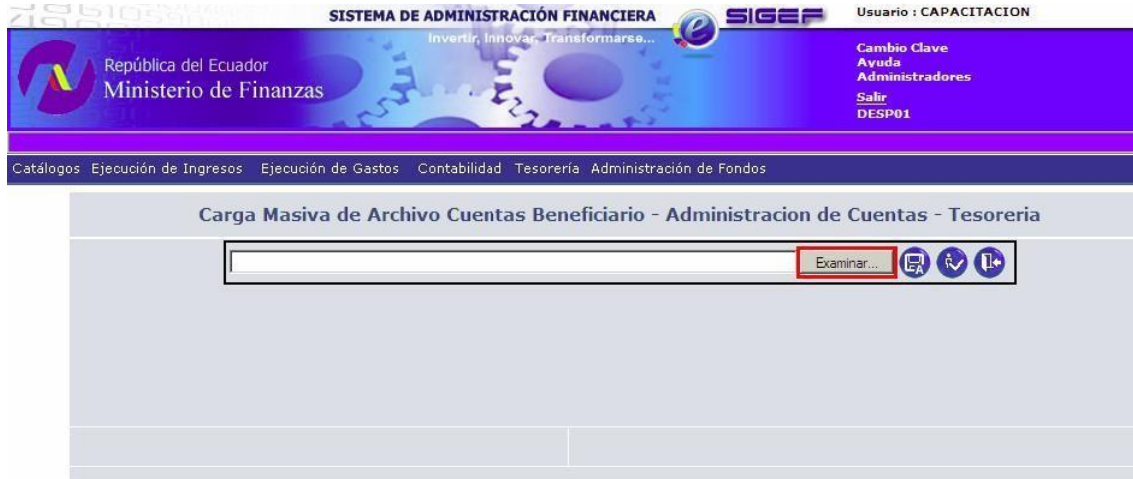 SISTEMA DE ADMINISTRACIÓN FINANCIERA
e SIGEF
Usuario : CAPACITACION
Invertir, Innovar, Transformarse...
República del Ecuador
Ministerio de Finanzas
Cambio Clave
Ayuda
Administradores
Salir
DESP01
Catálogos Ejecución de Ingresos Ejecución de Gastos Contabilidad Tesorería Administración de Fondos
Carga Masiva de Archivo Cuentas Beneficiario - Administracion de Cuentas - Tesoreria
Examinar...